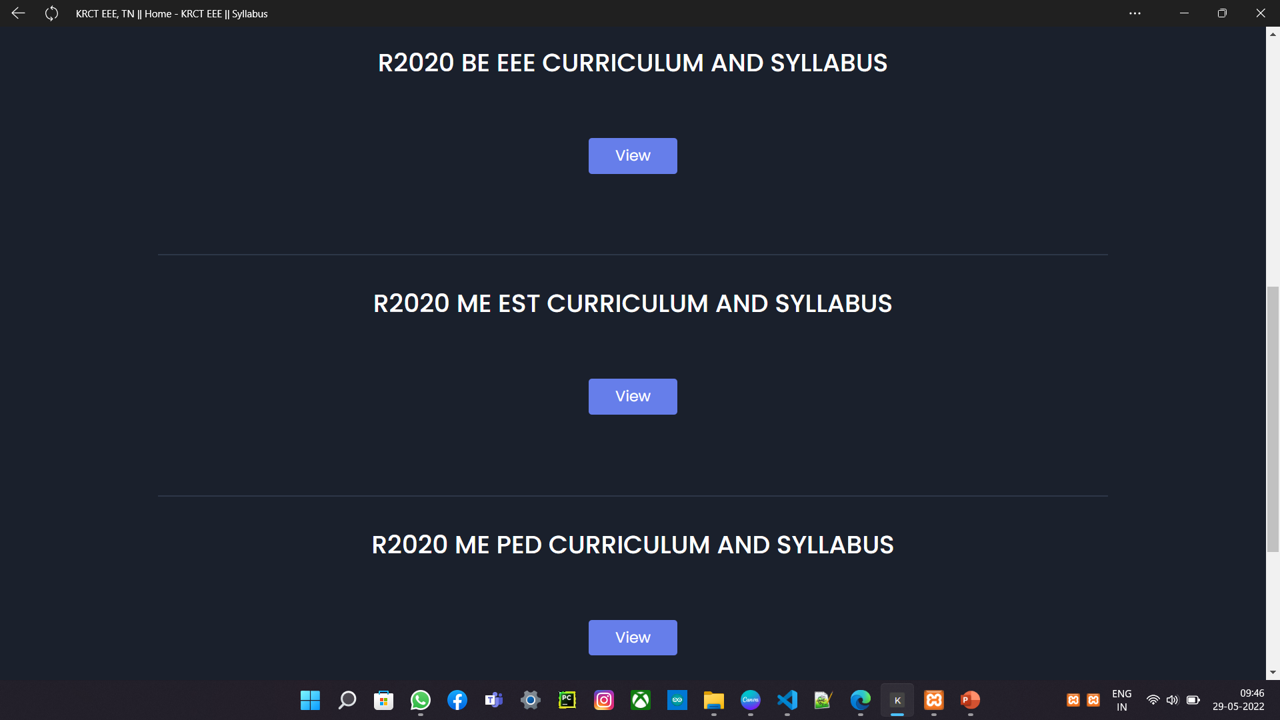 KRCT EEE, TN || Home - KRCT EEE || Syllabus
R2020 BE EEE CURRICULUM AND SYLLABUS
View
R2020 ME EST CURRICULUM AND SYLLABUS
View
R2020 ME PED CURRICULUM AND SYLLABUS
View
ENG
IN
09:46
29-05-2022